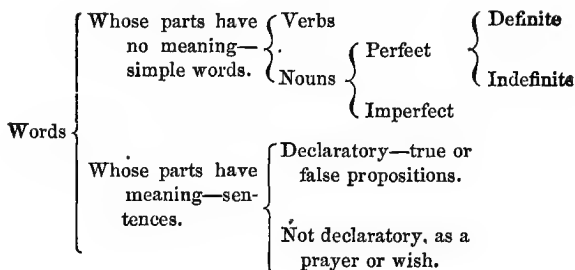 Whose parts have
no meaning—
simple words.
Verbs
Nouns
Perfect
Imperfect
Definite
Indefinite
Words
Whose parts have
meaning—sen-
tences.
Declaratory—true or
false propositions.
Not declaratory, as a
prayer or wish.